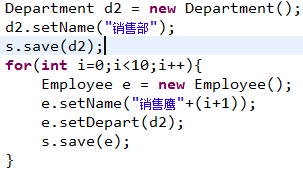 Department d2 = new Department();
d2.setName("销售部");
s.save(d2);
for(int i=0;i<10;i++){
    Employee e = new Employee();
    e.setName("销售鹰"+(i+1));
    e.setDepart(d2);
    s.save(e);
}